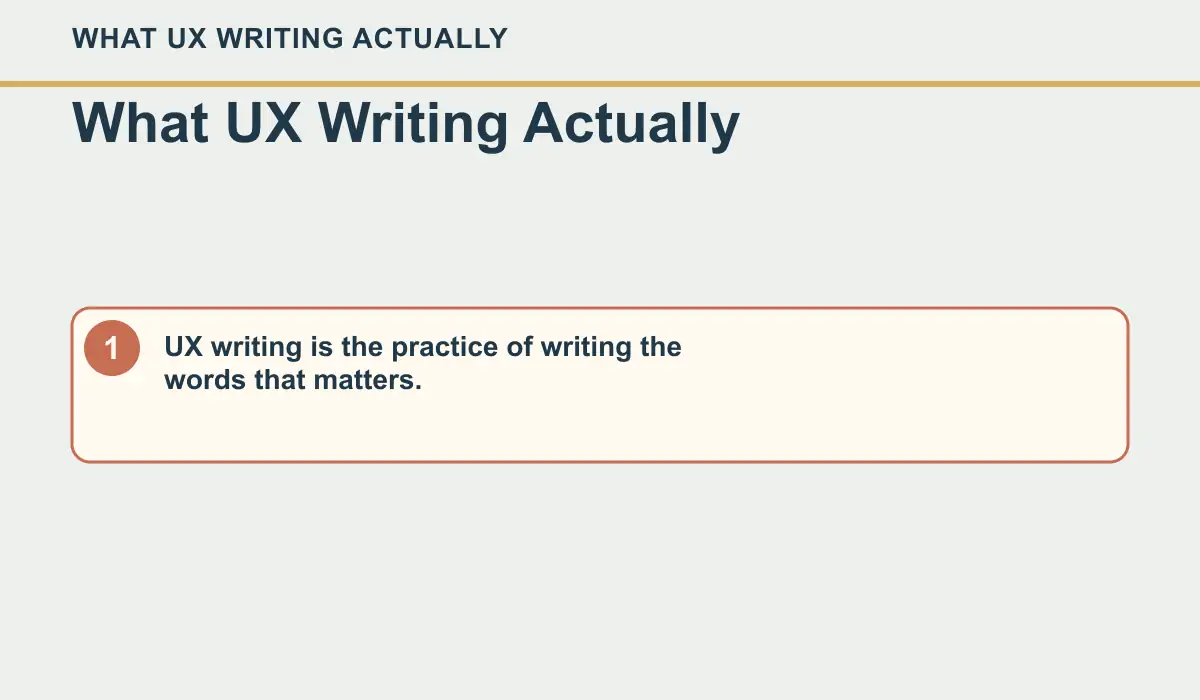 WHAT UX WRITING ACTUALLY
What UX Writing Actually
1
UX writing is the practice of writing the
words that matters.